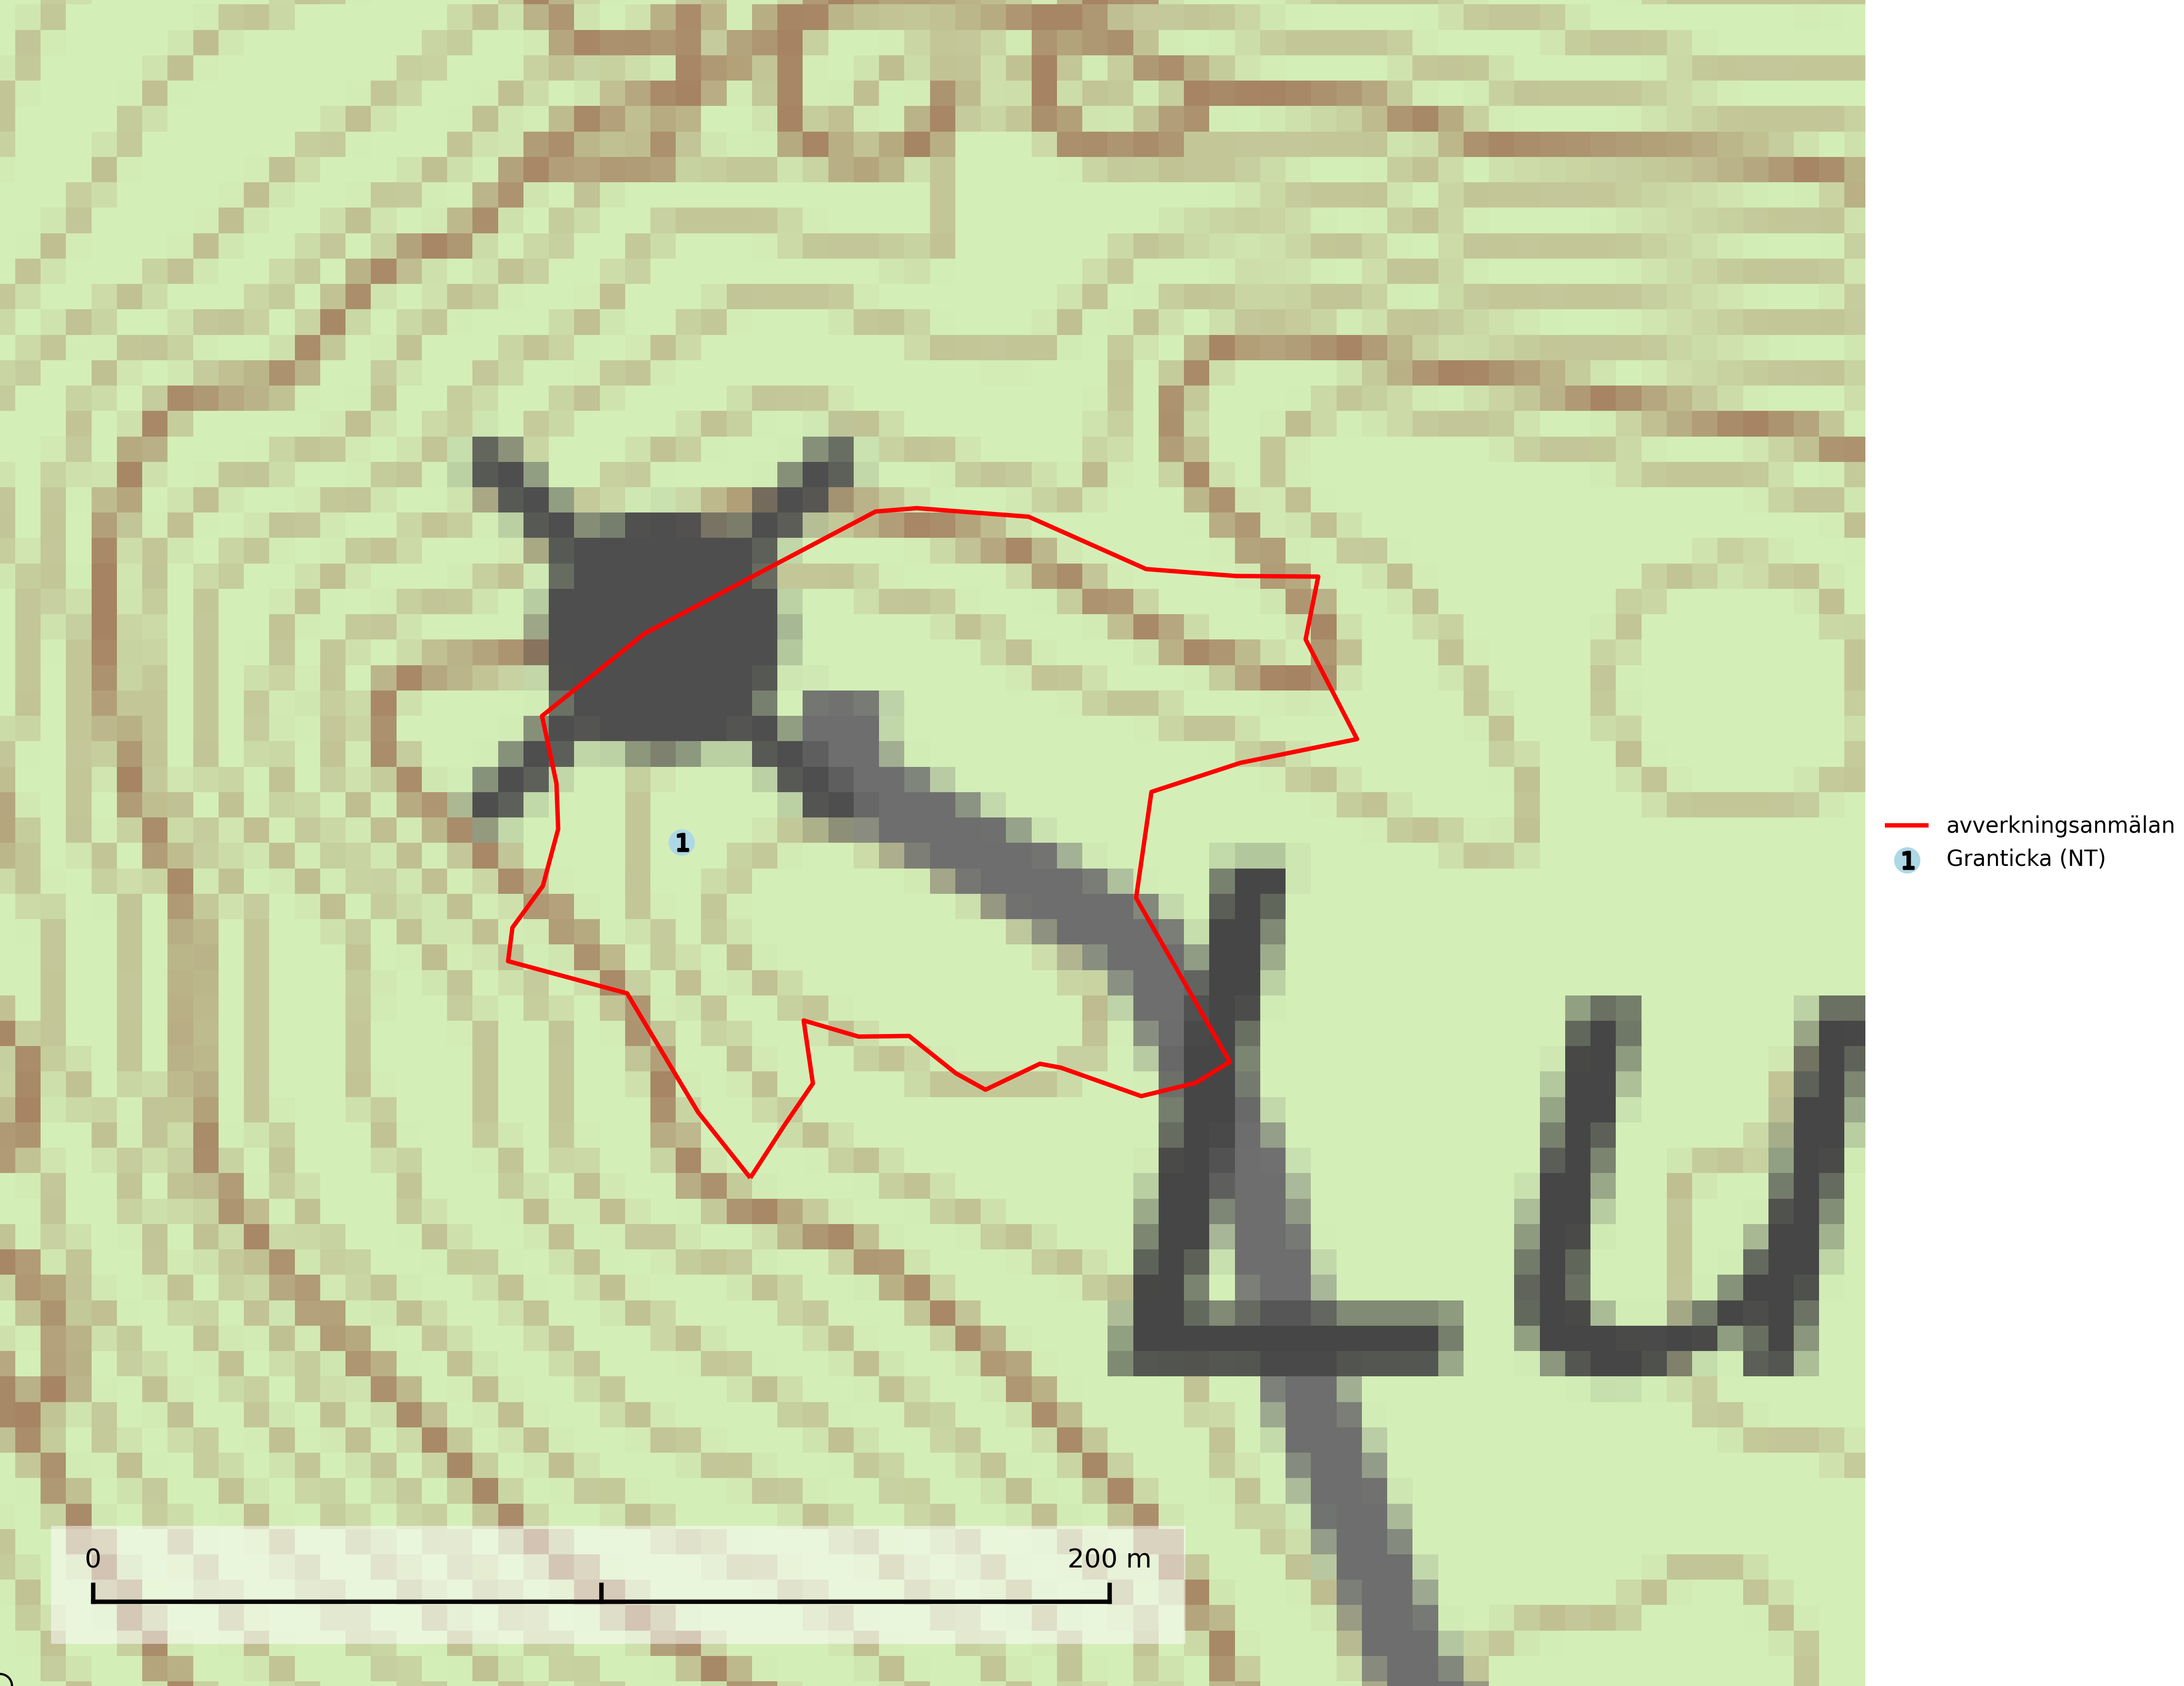 1
avverkningsanmälan
1 Granticka (NT)
0 200 m